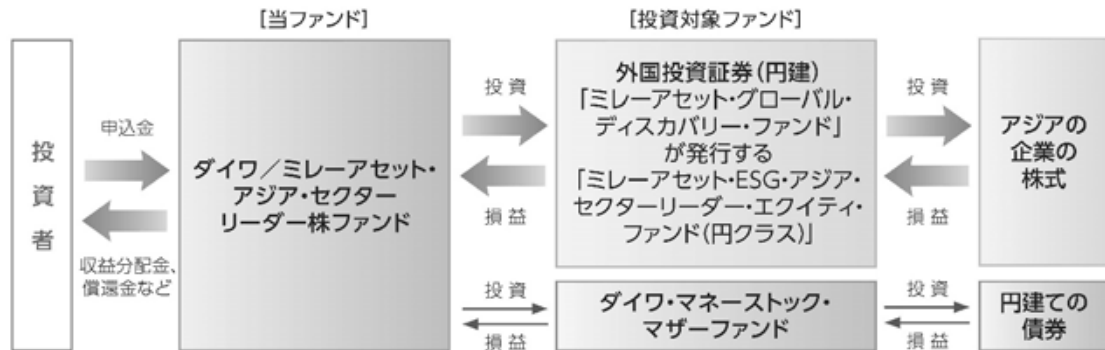 [当ファンド]
[投資対象ファンド]
投資者
申込金
収益分配金、
償還金など
ダイワ／ミレーアセット・
アジア・セクター
リーダー株ファンド
投資
損益
外国投資証券(円建)
「ミレーアセット・グローバル・
ディスカバリー・ファンド」
が発行する
「ミレーアセット・ESG・アジア・
セクターリーダー・エクイティ・
ファンド(円クラス)」
投資
損益
アジアの
企業の
株式
投資
損益
ダイワ・マネーストック・
マザーファンド
投資
損益
円建ての
債券